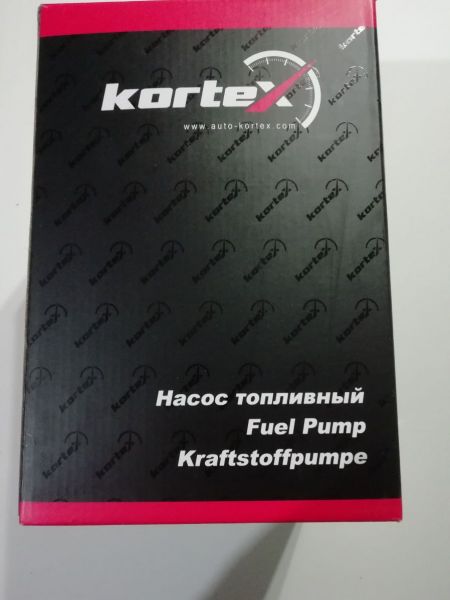 kortex
www.auto-kortex.com
Насос топливный
Fuel Pump
Kraftstoffpumpe